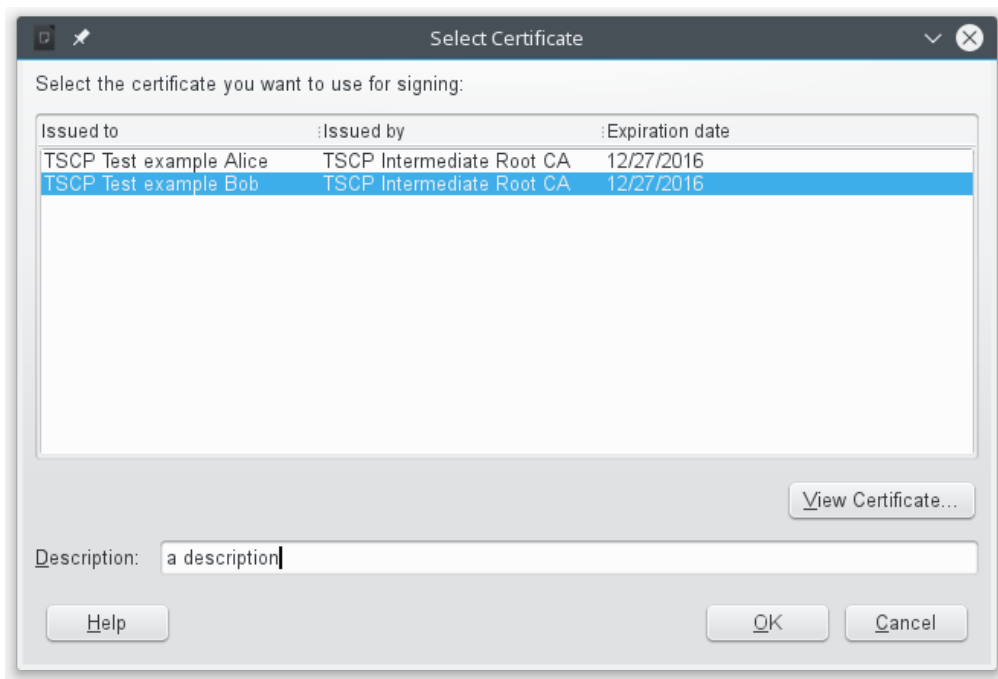 Select Certificate
Select the certificate you want to use for signing:
Issued to Issued by Expiration date
TSCP Test example Alice TSCP Intermediate Root CA 12/27/2016
TSCP Test example Bob TSCP Intermediate Root CA 12/27/2016
View Certificate...
Description: a description
Help OK Cancel